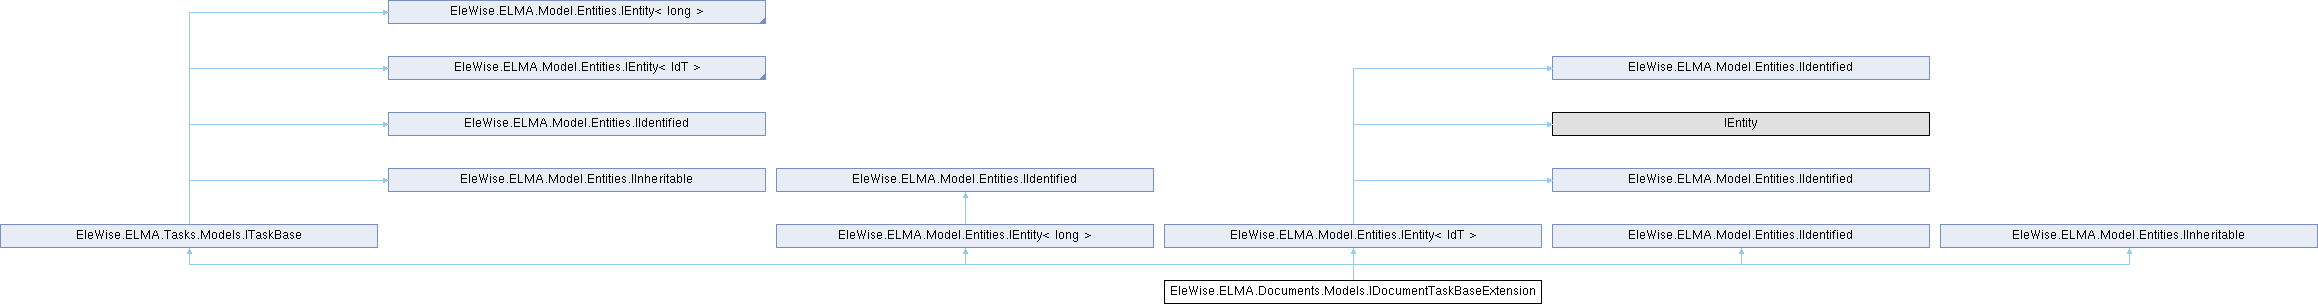 EleWise.ELMA.Model.Entities.IEntity< long >
EleWise.ELMA.Model.Entities.IEntity< IdT >
EleWise.ELMA.Model.Entities.IIdentified
EleWise.ELMA.Model.Entities.IIdentified
IEntity
EleWise.ELMA.Model.Entities.IInheritable
EleWise.ELMA.Model.Entities.IIdentified
EleWise.ELMA.Model.Entities.IIdentified
EleWise.ELMA.Tasks.Models.ITaskBase
EleWise.ELMA.Model.Entities.IEntity< long >
EleWise.ELMA.Model.Entities.IEntity< IdT >
EleWise.ELMA.Model.Entities.IIdentified
EleWise.ELMA.Model.Entities.IInheritable
EleWise.ELMA.Documents.Models.IDocumentTaskBaseExtension